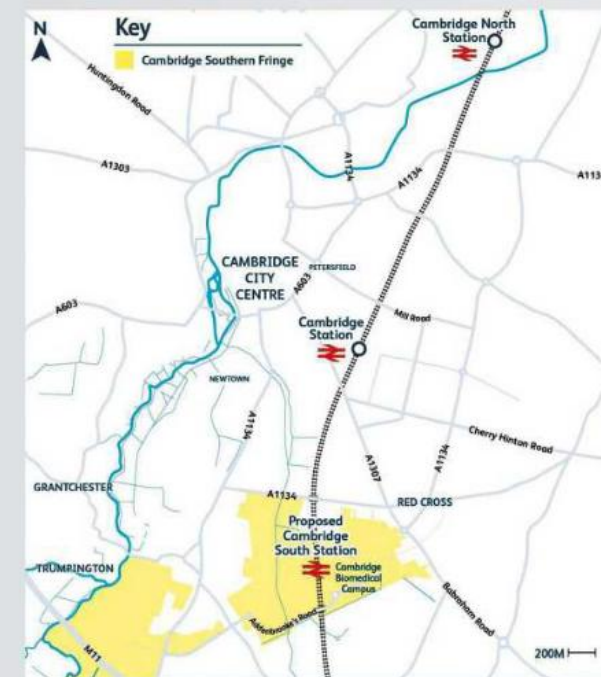 N
Key
Cambridge Southern Fringe
Cambridge North
Station
Huntingdon Road
A1303
A1134
A1134
A113
CAMBRIDGE
CITY
CENTRE
PETERSFIELD
A603
A603
Mill Road
Cambridge
Station
NEWTOWN
A1134
Cherry Hinton Road
A1307
A1134
GRANTCHESTER
A1134
RED CROSS
Proposed
Cambridge
South Station
TRUMPINGTON
Cambridge
Biomedical
Campus
Addenbrooke's Road
Babraham Road
M11
200M